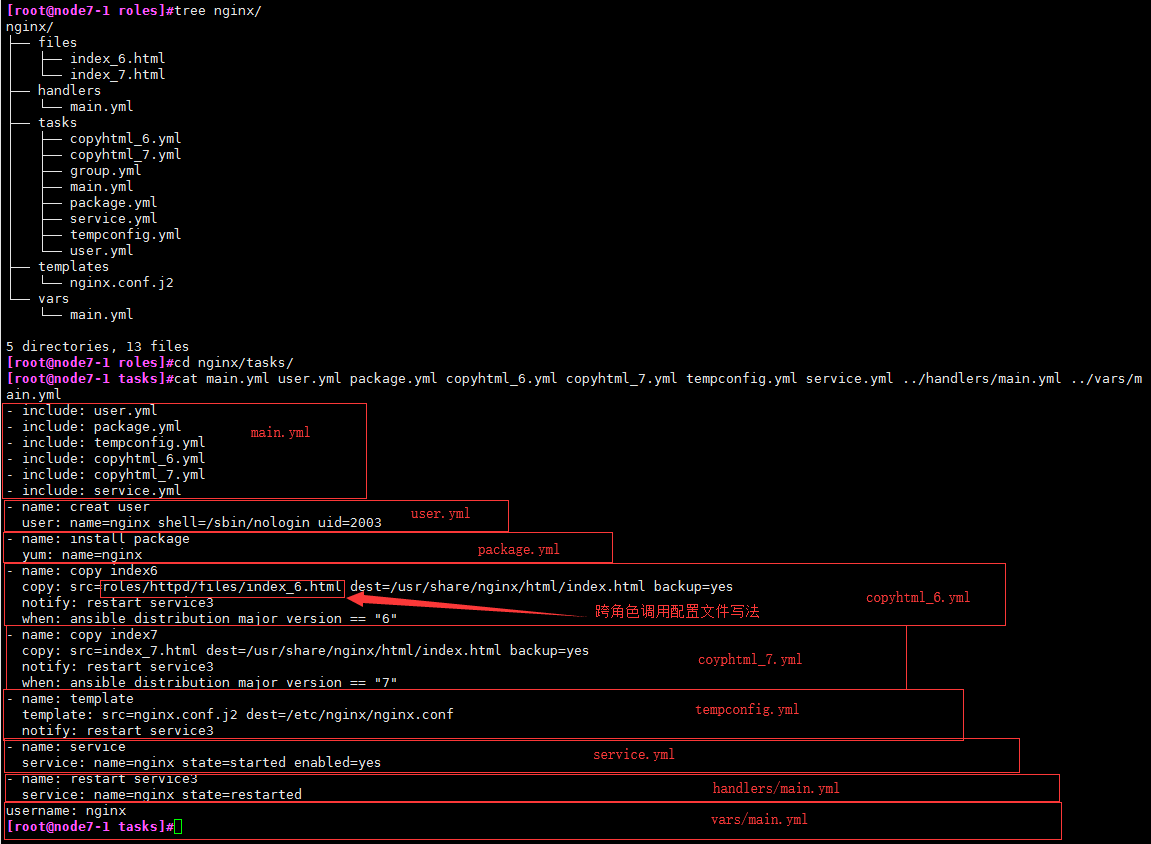 [root@node7-1 roles]#tree nginx/
nginx/
├── files
│   ├── index_6.html
│   └── index_7.html
├── handlers
│   └── main.yml
├── tasks
│   ├── copyhtml_6.yml
│   ├── copyhtml_7.yml
│   ├── group.yml
│   ├── main.yml
│   ├── package.yml
│   ├── service.yml
│   ├── tempconfig.yml
│   └── user.yml
├── templates
│   └── nginx.conf.j2
└── vars
    └── main.yml
5 directories, 13 files
[root@node7-1 roles]#cd nginx/tasks/
[root@node7-1 tasks]#cat main.yml user.yml package.yml copyhtml_6.yml copyhtml_7.yml tempconfig.yml service.yml ../handlers/main.yml ../vars/m
ain.yml
- include: user.yml
- include: package.yml
main.yml
- include: tempconfig.yml
- include: copyhtml_6.yml
- include: copyhtml_7.yml
- include: service.yml
- name: creat user
user.yml
  user: name=nginx shell=/sbin/nologin uid=2003
- name: install package
package.yml
  yum: name=nginx
- name: copy index6
  copy: src=roles/httpd/files/index_6.html dest=/usr/share/nginx/html/index.html backup=yes
copyhtml_6.yml
  notify: restart service3
跨角色调用配置文件写法
  when: ansible_distribution_major_version == "6"
- name: copy index7
  copy: src=index_7.html dest=/usr/share/nginx/html/index.html backup=yes
coyphtml_7.yml
  notify: restart service3
  when: ansible_distribution_major_version == "7"
- name: template
tempconfig.yml
  template: src=nginx.conf.j2 dest=/etc/nginx/nginx.conf
  notify: restart service3
- name: service
service.yml
  service: name=nginx state=started enabled=yes
- name: restart service3
handlers/main.yml
  service: name=nginx state=restarted
username: nginx
vars/main.yml
[root@node7-1 tasks]#